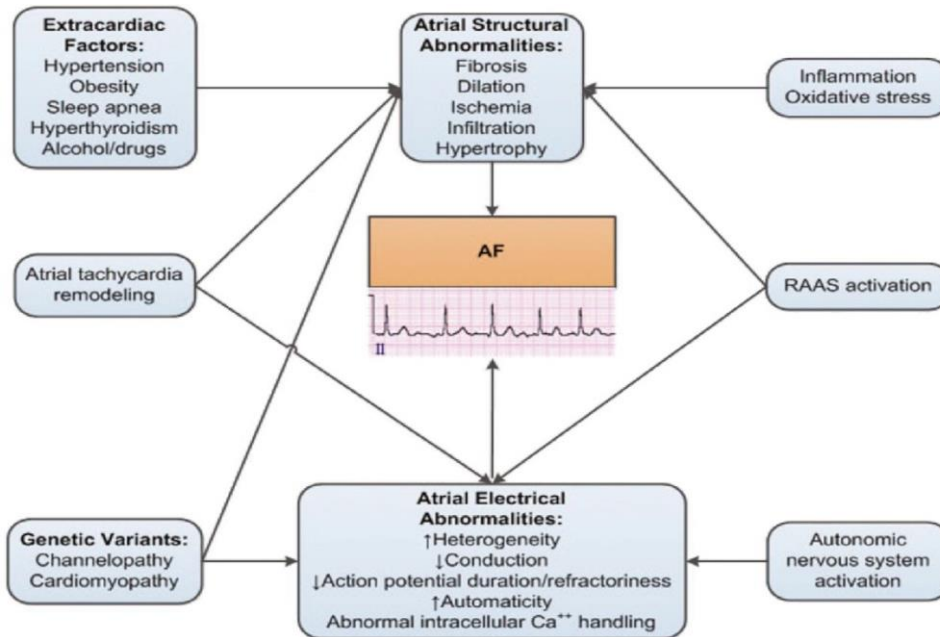 Extracardiac
Factors:
Hypertension
Obesity
Sleep apnea
Hyperthyroidism
Alcohol/drugs
Atrial Structural
Abnormalities:
Fibrosis
Dilation
Ischemia
Infiltration
Hypertrophy
Inflammation
Oxidative stress
AF
II
Atrial tachycardia
remodeling
RAAS activation
Genetic Variants:
Channelopathy
Cardiomyopathy
Atrial Electrical
Abnormalities:
↑Heterogeneity
↓Conduction
↓Action potential duration/refractoriness
↑Automaticity
Abnormal intracellular Ca⁺⁺ handling
Autonomic
nervous system
activation